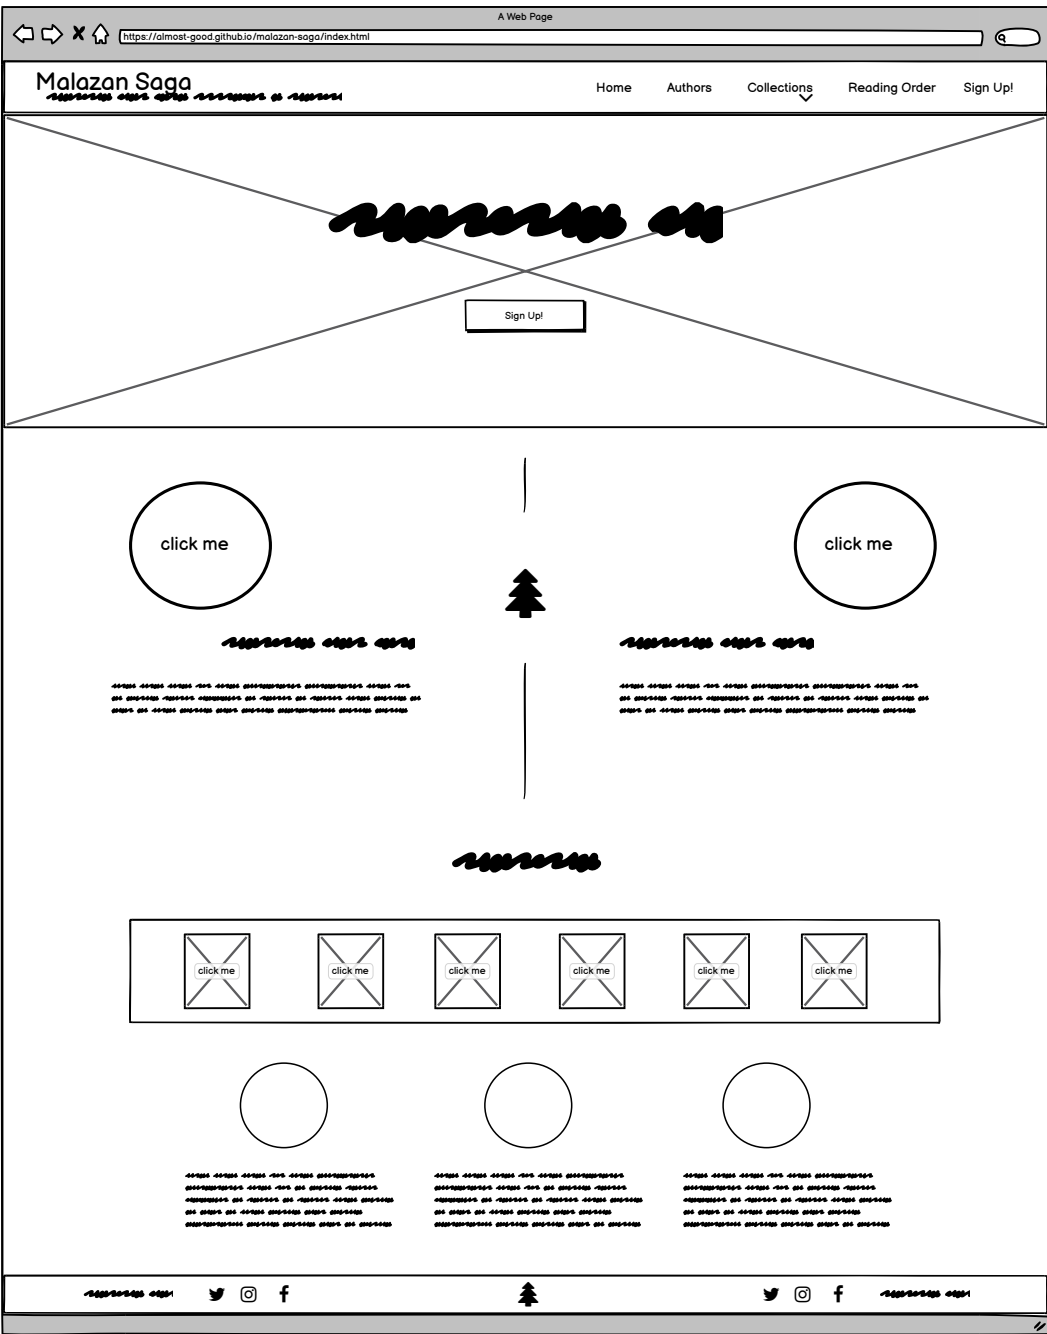 A Web Page
https://almost-good.github.io/malazan-saga/index.html
Malazan Saga
Home Authors Collections Reading Order Sign Up!
Sign Up!
click me click me
click me click me click me click me click me click me